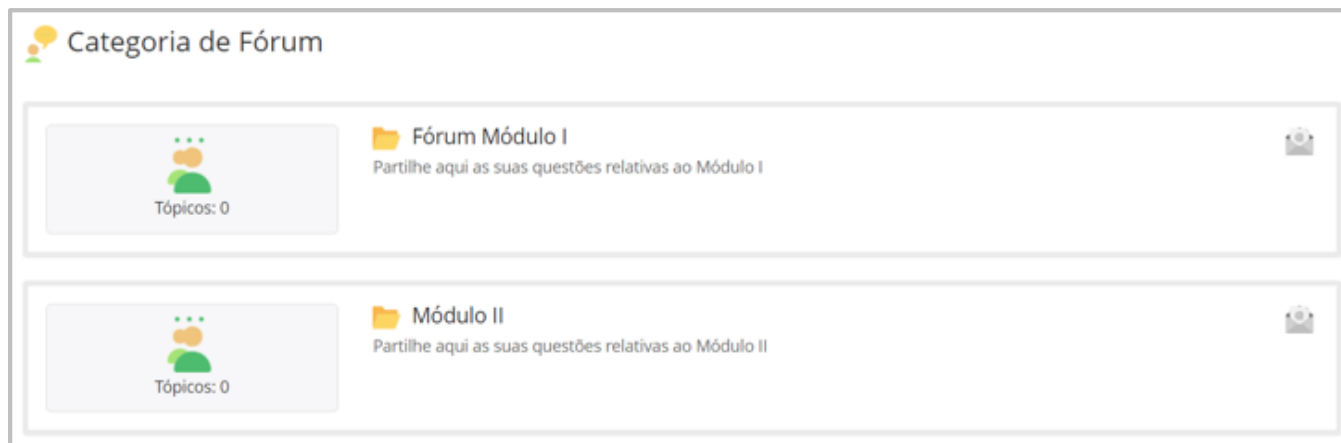 Categoria de Fórum
Fórum Módulo I
Partilhe aqui as suas questões relativas ao Módulo I
Tópicos: 0
Módulo II
Partilhe aqui as suas questões relativas ao Módulo II
Tópicos: 0